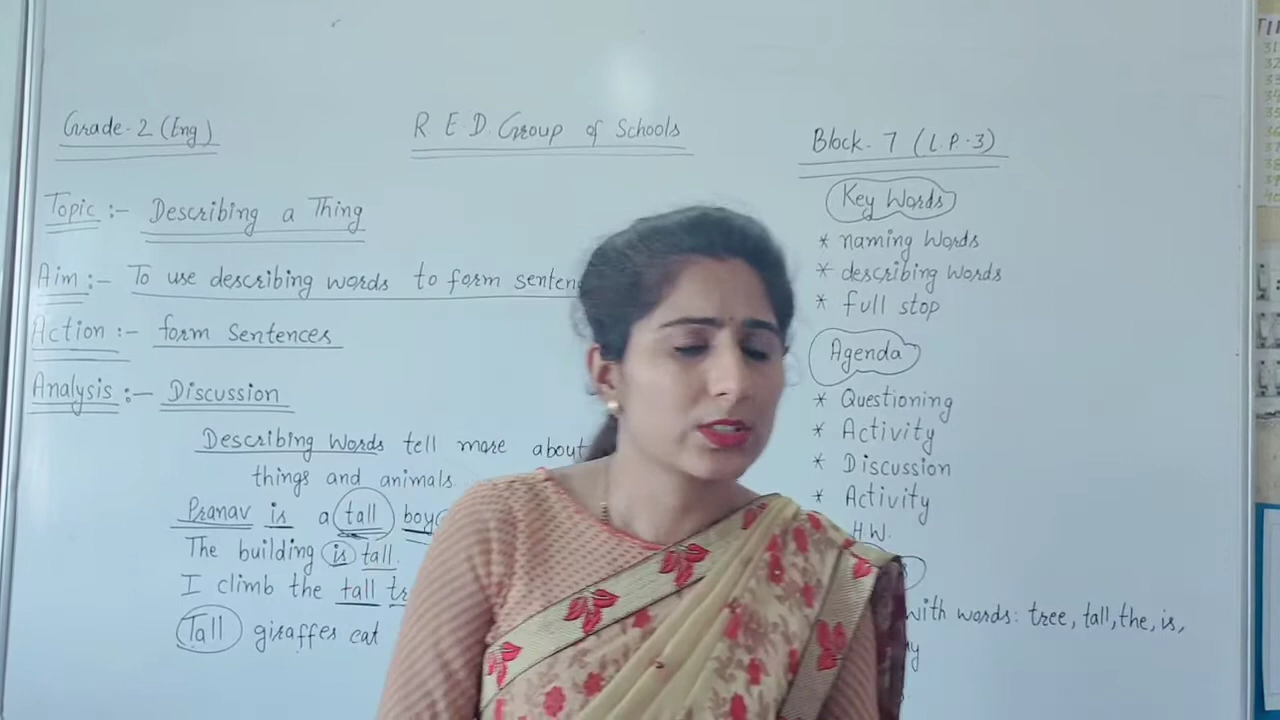 Grade-2 (Eng)
R.E.D. Group of Schools
Block-7 (L.P.-3)
Topic :- Describing a Thing
Aim :- To use describing words to form senten
Action :- form sentences
Analysis :- Discussion
Describing Words tell more about
things and animals.
Pranav is a tall boy
The building is tall.
I climb the tall
Tall giraffes eat
Key Words
* naming words
* describing words
* full stop
Agenda
* Questioning
* Activity
* Discussion
* Activity
H.W.
with words: tree, tall, the, is,